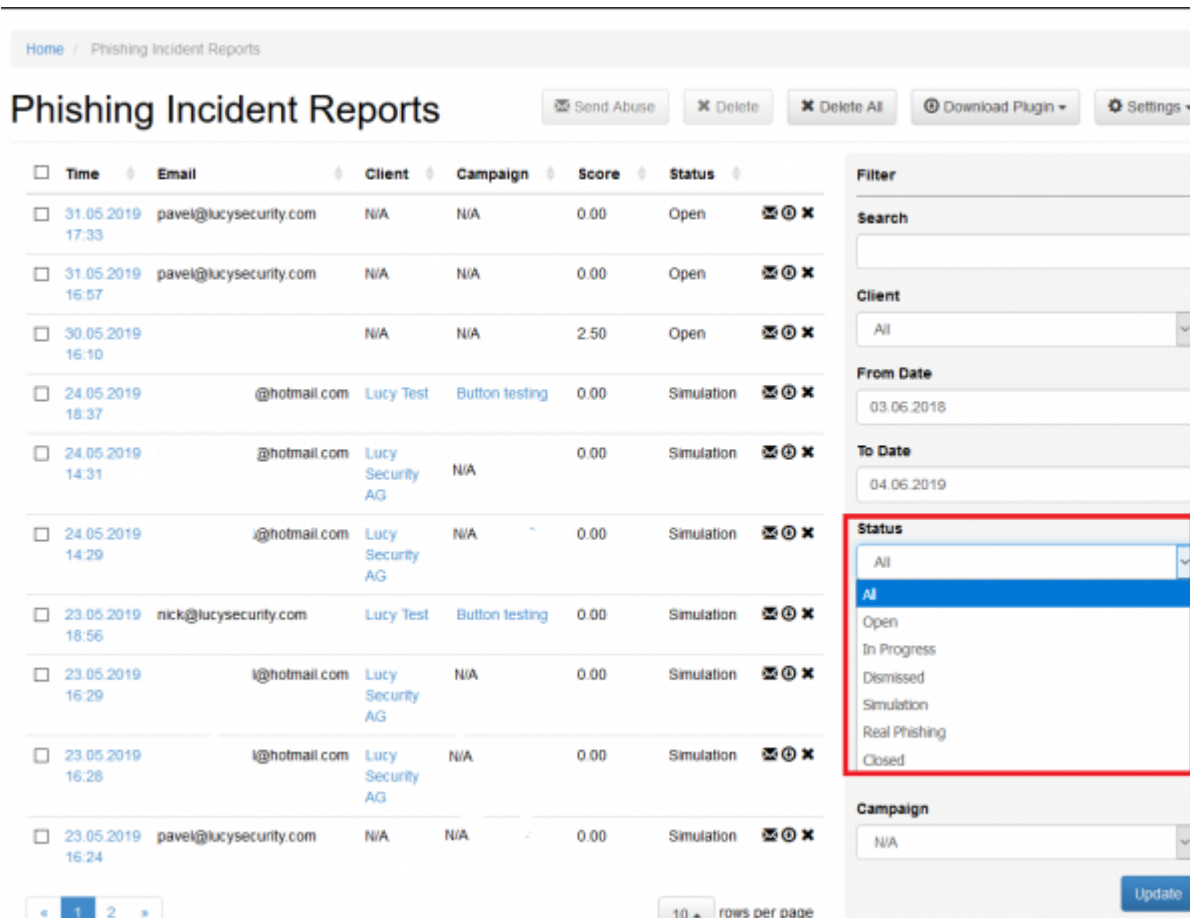 Home / Phishing Incident Reports
Phishing Incident Reports
Send Abuse
Delete
Delete All
Download Plugin
Settings
Time Email Client Campaign Score Status
31.05.2019 pavel@lucysecurity.com N/A N/A 0.00 Open
17:33
31.05.2019 pavel@lucysecurity.com N/A N/A 0.00 Open
16:57
30.05.2019 N/A N/A 2.50 Open
16:10
24.05.2019 @hotmail.com Lucy Test Button testing 0.00 Simulation
18:37
24.05.2019 @hotmail.com Lucy 0.00 Simulation
14:31 Security N/A
AG
24.05.2019 @hotmail.com Lucy N/A 0.00 Simulation
14:29 Security
AG
23.05.2019 nick@lucysecurity.com Lucy Test Button testing 0.00 Simulation
18:56
23.05.2019 l@hotmail.com Lucy N/A 0.00 Simulation
16:29 Security
AG
23.05.2019 l@hotmail.com Lucy N/A 0.00 Simulation
16:28 Security
AG
23.05.2019 pavel@lucysecurity.com N/A N/A 0.00 Simulation
16:24
« 1 2 »
10 rows per page
Filter
Search
Client
All
From Date
03.06.2018
To Date
04.06.2019
Status
All
All
Open
In Progress
Dismissed
Simulation
Real Phishing
Closed
Campaign
N/A
Update